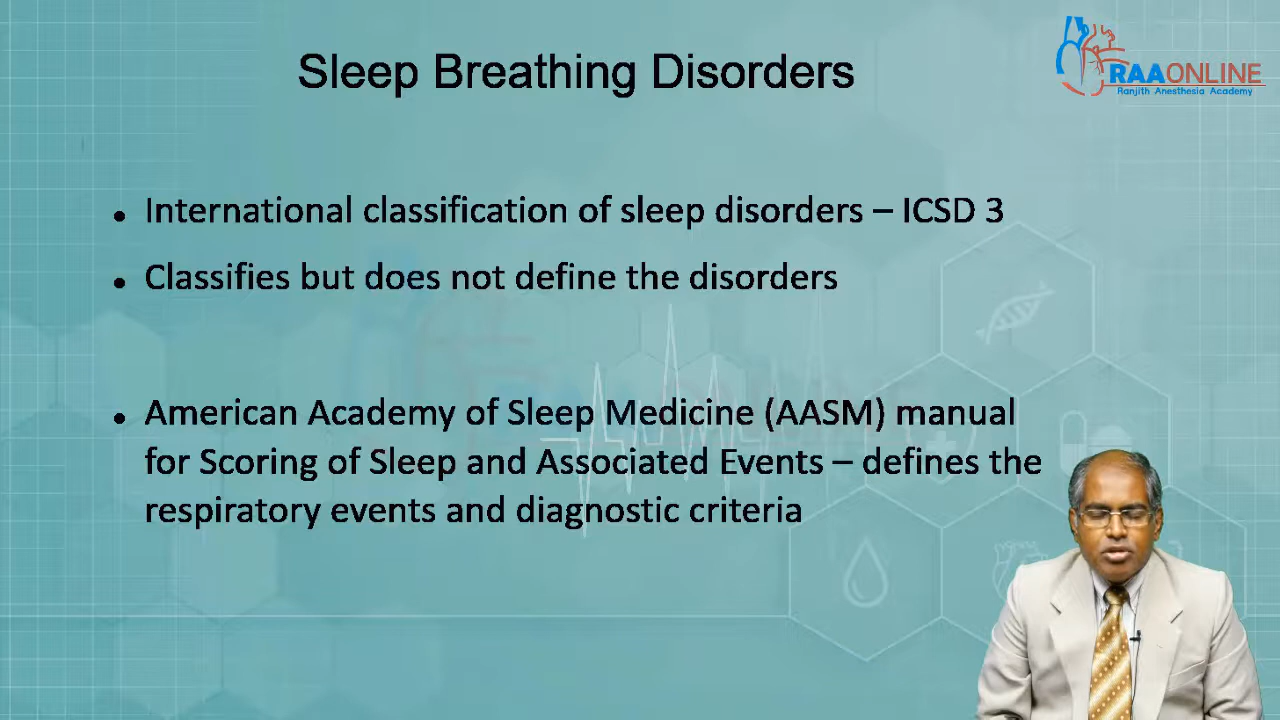 Sleep Breathing Disorders
RAAONLINE
Ranjith Anesthesia Academy
• International classification of sleep disorders – ICSD 3
• Classifies but does not define the disorders
• American Academy of Sleep Medicine (AASM) manual
for Scoring of Sleep and Associated Events – defines the
respiratory events and diagnostic criteria